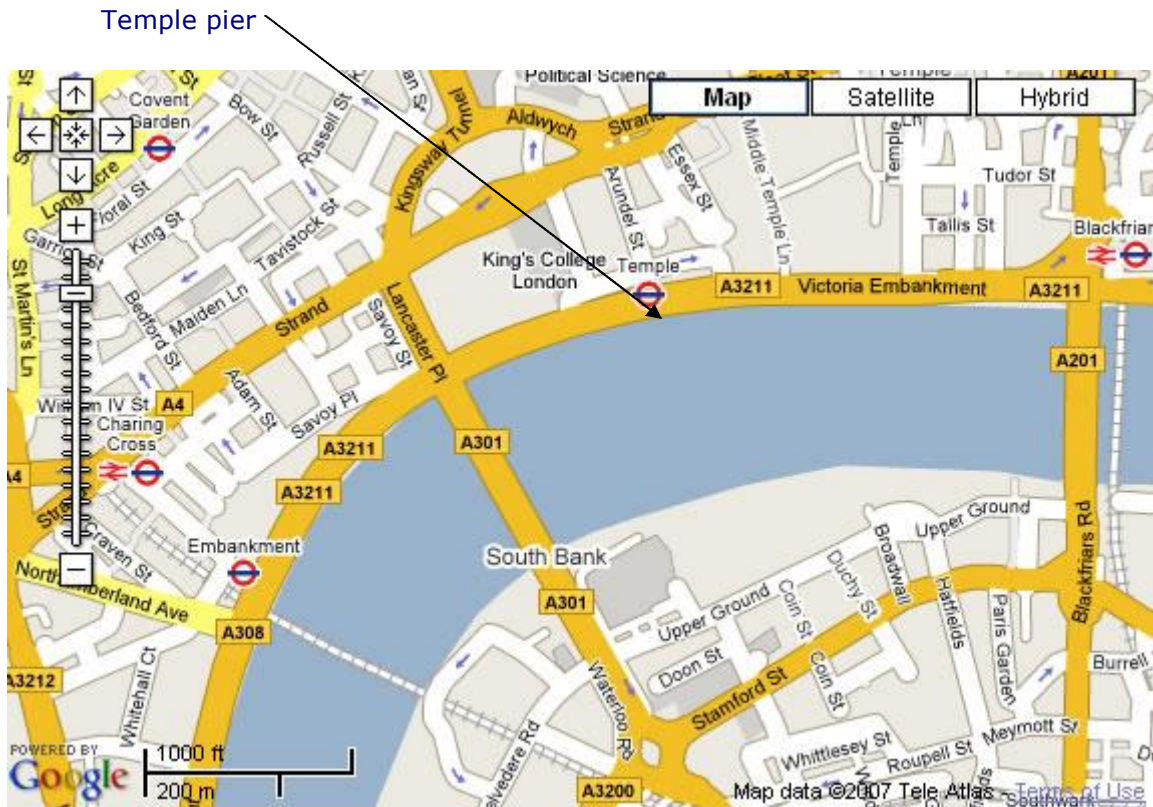 Temple pier
Political Science
Map
Satellite
Hybrid
A201
Covent
Garden
Bow St
Russell St
Kingsway Tunnel
Aldwych
Strand
Temple
Essex St
Middle Temple Ln
Temple Ln
Tudor St
Long Acre
Floral St
King St
Tavistock St
Arundel St
Tallis St
Blackfriar
St Martin's Ln
Bedford St
Maiden Ln
King's College
London
Temple
A3211
Victoria Embankment
A3211
Strand
Lancaster Pl
Savoy St
A201
William IV St
A4
Adam St
Savoy Pl
Charing
Cross
A3211
A301
A4
A3211
Strand
Craven St
Embankment
South Bank
Upper Ground
Broadwall
Duchy St
Hatfields
Blackfriars Rd
Northumberland Ave
A301
Upper Ground
Coin St
Paris Garden
A308
Doon St
Coin St
Burrell
A3212
Whitehall Ct
Waterloo Rd
Stamford St
Meymott St
Belvedere Rd
Whittlesey St
Roupell St
POWERED BY
Google
1000 ft
200 m
A3200
Map data ©2007 Tele Atlas - Terms of Use
Southwark